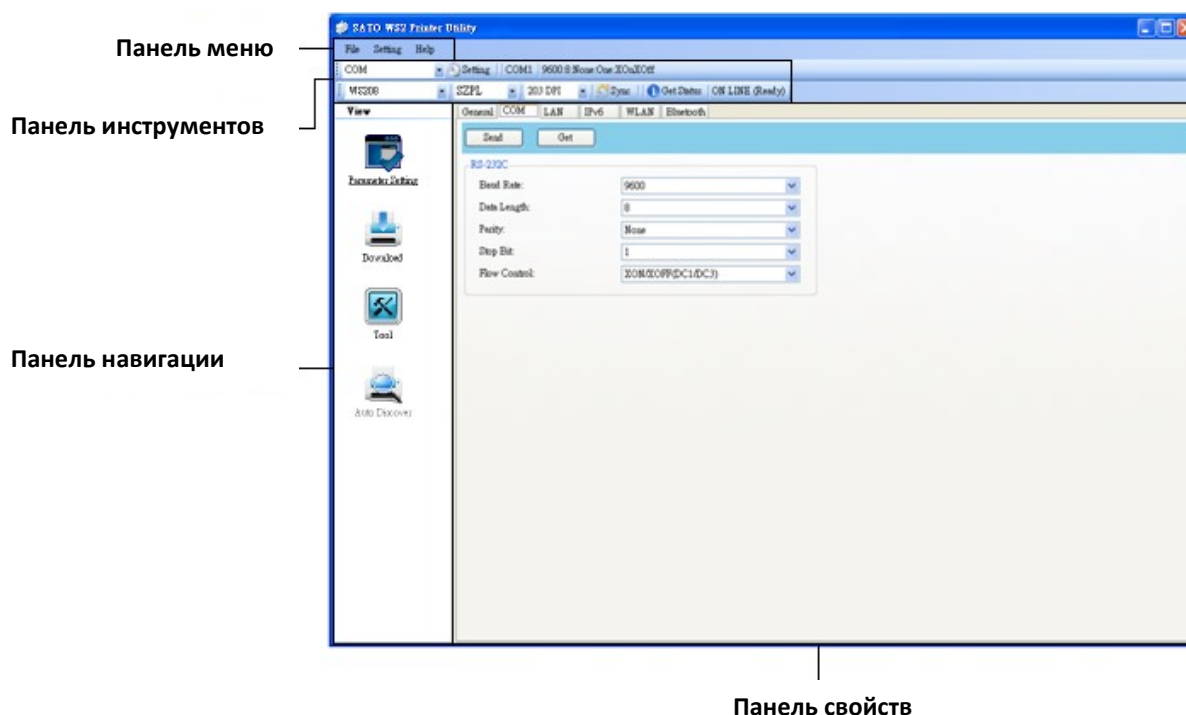 SATO WS2 Printer Utility
Панель меню
File Setting Help
COM Setting COM1 9600:8:None:One:XOnXOff
WS208 SZPL 203 DPI Sync Get Status ON LINE (Ready)
Панель инструментов
View
General COM LAN IPv6 WLAN Bluetooth
Send Get
RS-232C
Parameter Setting
Baud Rate: 9600
Data Length: 8
Parity: None
Stop Bit: 1
Flow Control: XON/XOFF(DC1/DC3)
Download
Tool
Панель навигации
Auto Discover
Панель свойств